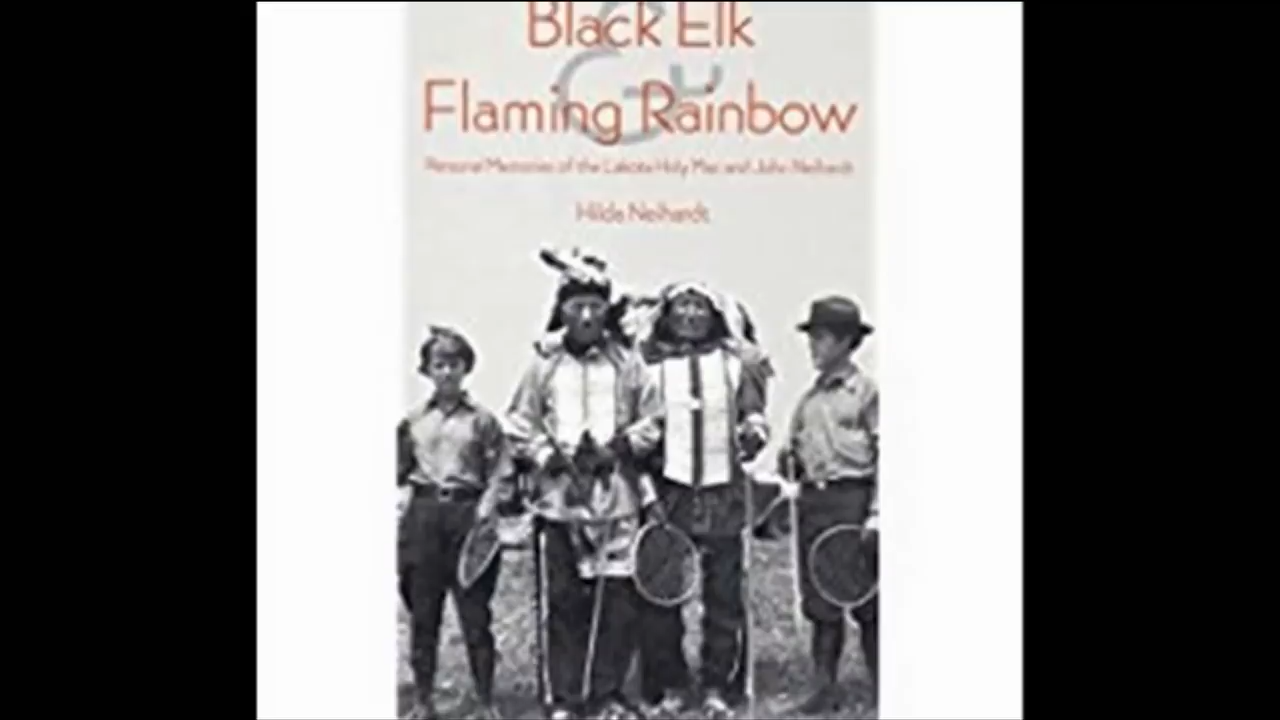 Black Elk
&
Flaming Rainbow
Personal Memories of the Lakota Holy Man and John Neihardt
Hilda Neihardt